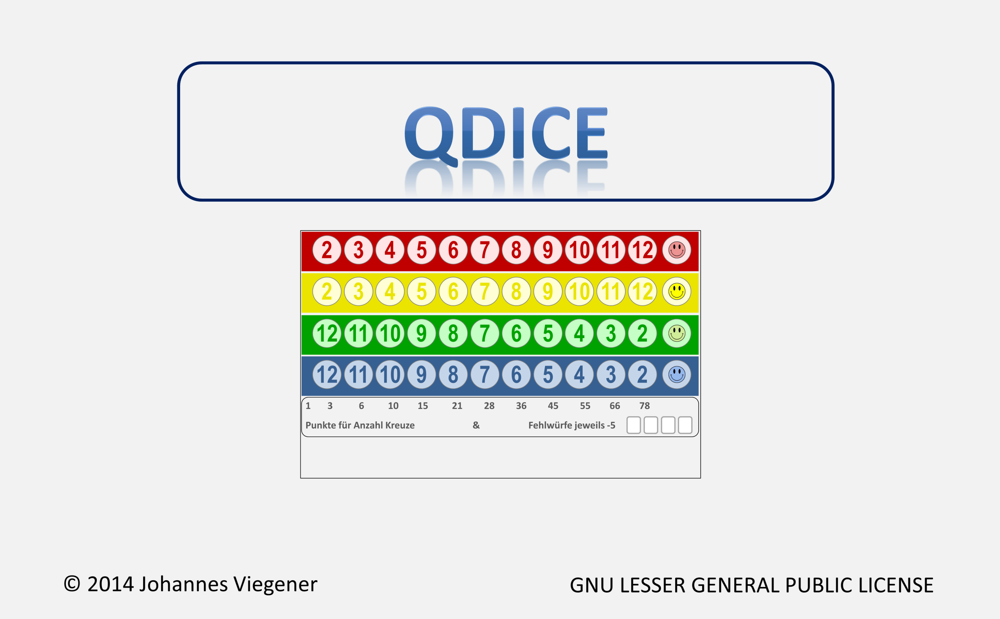 QDICE
2 3 4 5 6 7 8 9 10 11 12
2 3 4 5 6 7 8 9 10 11 12
12 11 10 9 8 7 6 5 4 3 2
12 11 10 9 8 7 6 5 4 3 2
1 3 6 10 15 21 28 36 45 55 66 78
Punkte für Anzahl Kreuze & Fehlwürfe jeweils -5
© 2014 Johannes Viegener
GNU LESSER GENERAL PUBLIC LICENSE